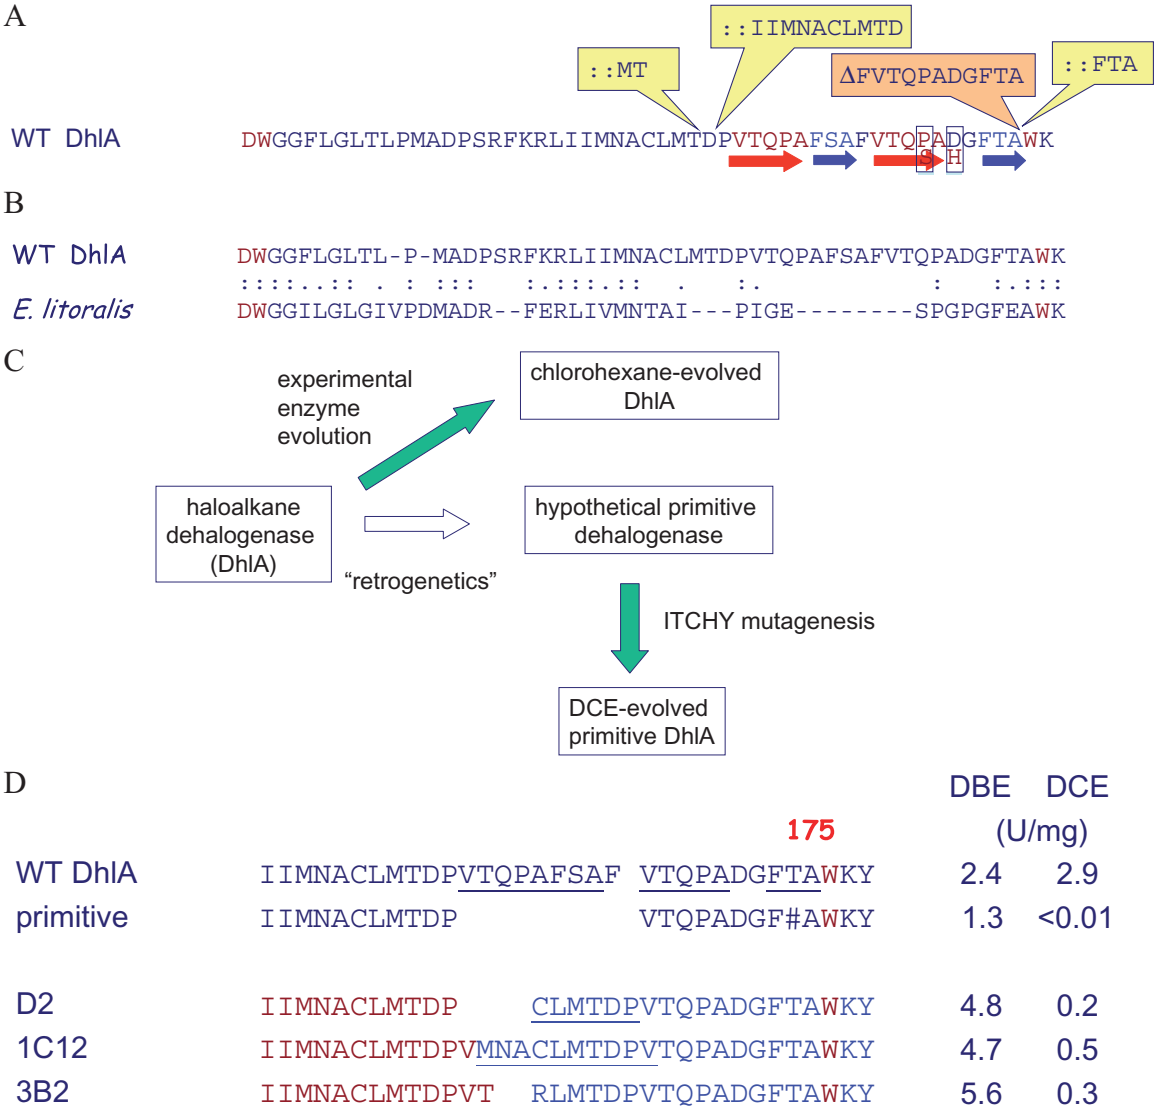 A
::IIMNACLMTD
::MT
ΔFVTQPADGFTA
::FTA
WT DhlA DWGGFLGLTLPMADPSRFKRLIIMNACLMTDPVTQPAFSAFVTQPADGFTAWK
S H
B
WT DhlA DWGGFLGLTL-P-MADPSRFKRLIIMNACLMTDPVTQPAFSAFVTQPADGFTAWK
::::..:: . : ::: :.:::.:: . :. : :.:::
E. litoralis DWGGILGLGIVPDMADR--FERLIVMNTAI---PIGE--------SPGPGFEAWK
C
experimental
enzyme
evolution
chlorohexane-evolved
DhlA
haloalkane
dehalogenase
(DhlA)
"retrogenetics"
hypothetical primitive
dehalogenase
ITCHY mutagenesis
DCE-evolved
primitive DhlA
D
DBE DCE
175 (U/mg)
WT DhlA IIMNACLMTDPVTQPAFSAF VTQPADGFTAWKY 2.4 2.9
primitive IIMNACLMTDP VTQPADGF#AWKY 1.3 <0.01
D2 IIMNACLMTDP CLMTDPVTQPADGFTAWKY 4.8 0.2
1C12 IIMNACLMTDPVMNACLMTDPVTQPADGFTAWKY 4.7 0.5
3B2 IIMNACLMTDPVT RLMTDPVTQPADGFTAWKY 5.6 0.3